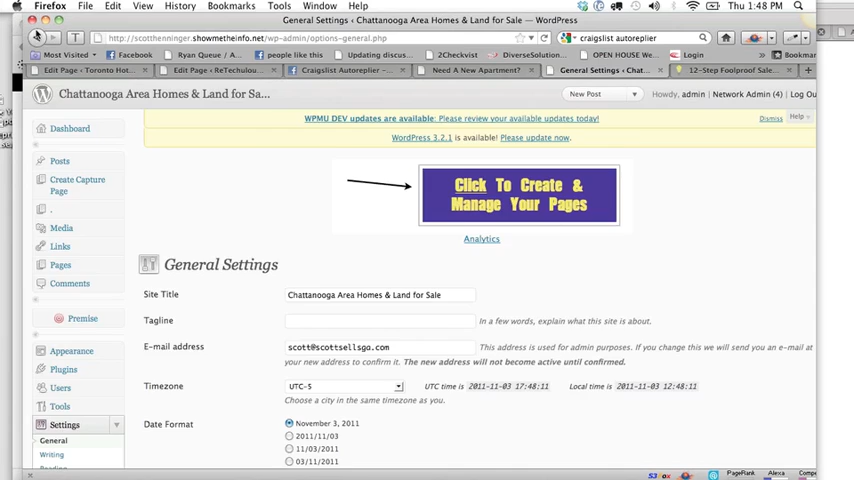 Firefox File Edit View History Bookmarks Tools Window Help Thu 1:48 PM
General Settings ‹ Chattanooga Area Homes & Land for Sale — WordPress
http://scotthenninger.showmetheinfo.net/wp-admin/options-general.php craigslist autoreplier
Most Visited Facebook Ryan Queue / A... people like this Updating discus... 2Checkvist DiverseSolution... OPEN HOUSE We... Login Bookmar
Edit Page ‹ Toronto Hot... Edit Page ‹ ReTechulou... Craigslist Autoreplier – ... Need A New Apartment? General Settings ‹ Chat... 12-Step Foolproof Sale...
Chattanooga Area Homes & Land for Sa... New Post Howdy, admin | Network Admin (4) | Log Ou
WPMU DEV updates are available: Please review your available updates today! Dismiss Help
WordPress 3.2.1 is available! Please update now.
Dashboard
Posts
Create Capture
Page
.
Media
Links
Pages
Comments
Premise
Appearance
Plugins
Users
Tools
Settings
General
Writing
Click To Create &
Manage Your Pages
Analytics
General Settings
Site Title Chattanooga Area Homes & Land for Sale
Tagline In a few words, explain what this site is about.
E-mail address scott@scottsellsga.com This address is used for admin purposes. If you change this we will send you an e-mail at
your new address to confirm it. The new address will not become active until confirmed.
Timezone UTC-5 UTC time is 2011-11-03 17:48:11 Local time is 2011-11-03 12:48:11
Choose a city in the same timezone as you.
Date Format November 3, 2011
2011/11/03
11/03/2011
03/11/2011
S3Fox PageRank Alexa Compe